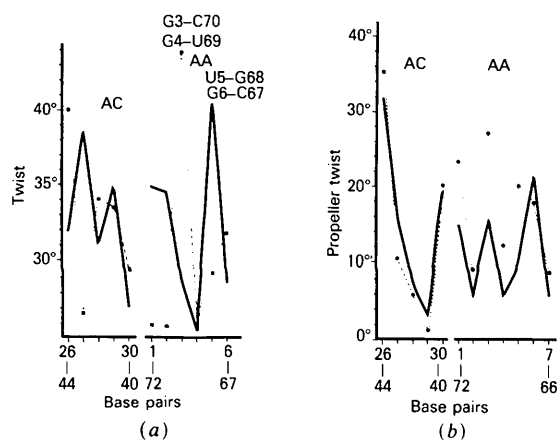 G3–C70
G4–U69
AA
U5–G68
G6–C67
AC
40°
35°
30°
Twist
26 30 1 6
44 40 72 67
Base pairs
(a)
40°
AC AA
30°
20°
10°
0°
Propeller twist
26 30 1 7
44 40 72 66
Base pairs
(b)